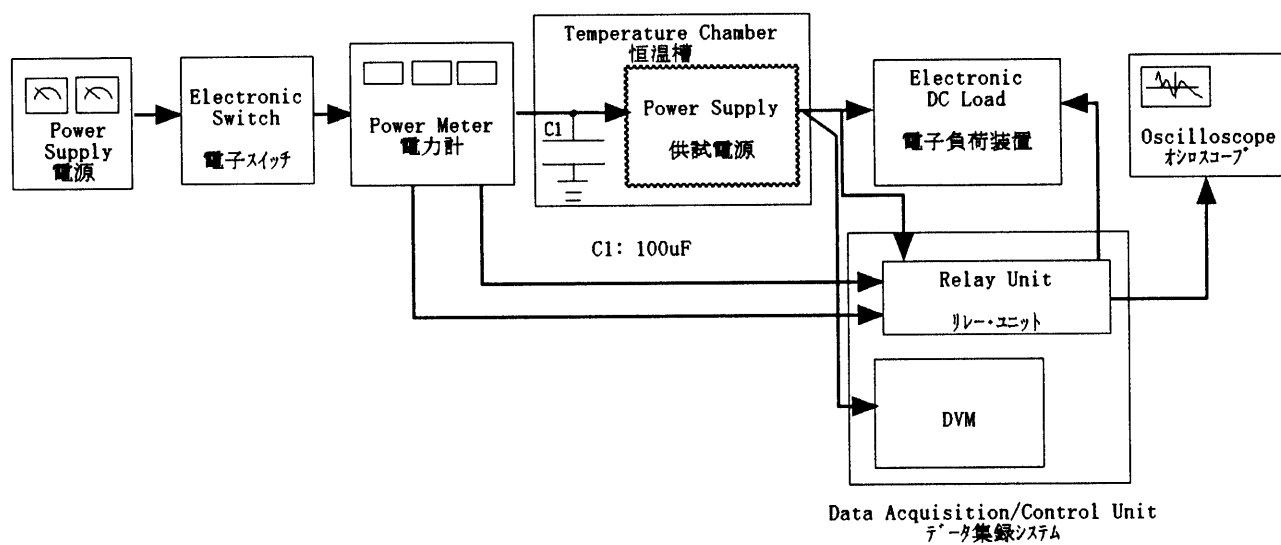 Power
Supply
電源
Electronic
Switch
電子スイッチ
Power Meter
電力計
Temperature Chamber
恒温槽
C1
Power Supply
供試電源
Electronic
DC Load
電子負荷装置
Oscilloscope
オシロスコープ
C1: 100uF
Relay Unit
リレー・ユニット
DVM
Data Acquisition/Control Unit
データ集録システム